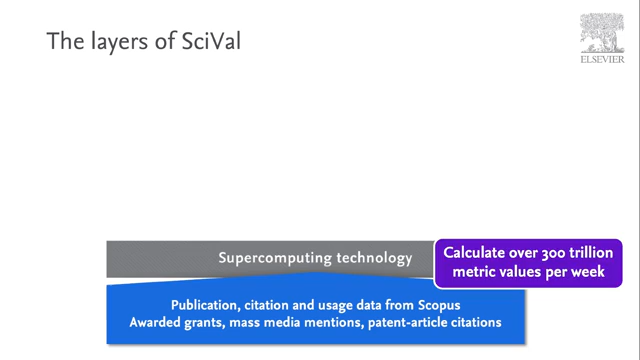 The layers of SciVal
ELSEVIER
Supercomputing technology
Calculate over 300 trillion
metric values per week
Publication, citation and usage data from Scopus
Awarded grants, mass media mentions, patent-article citations